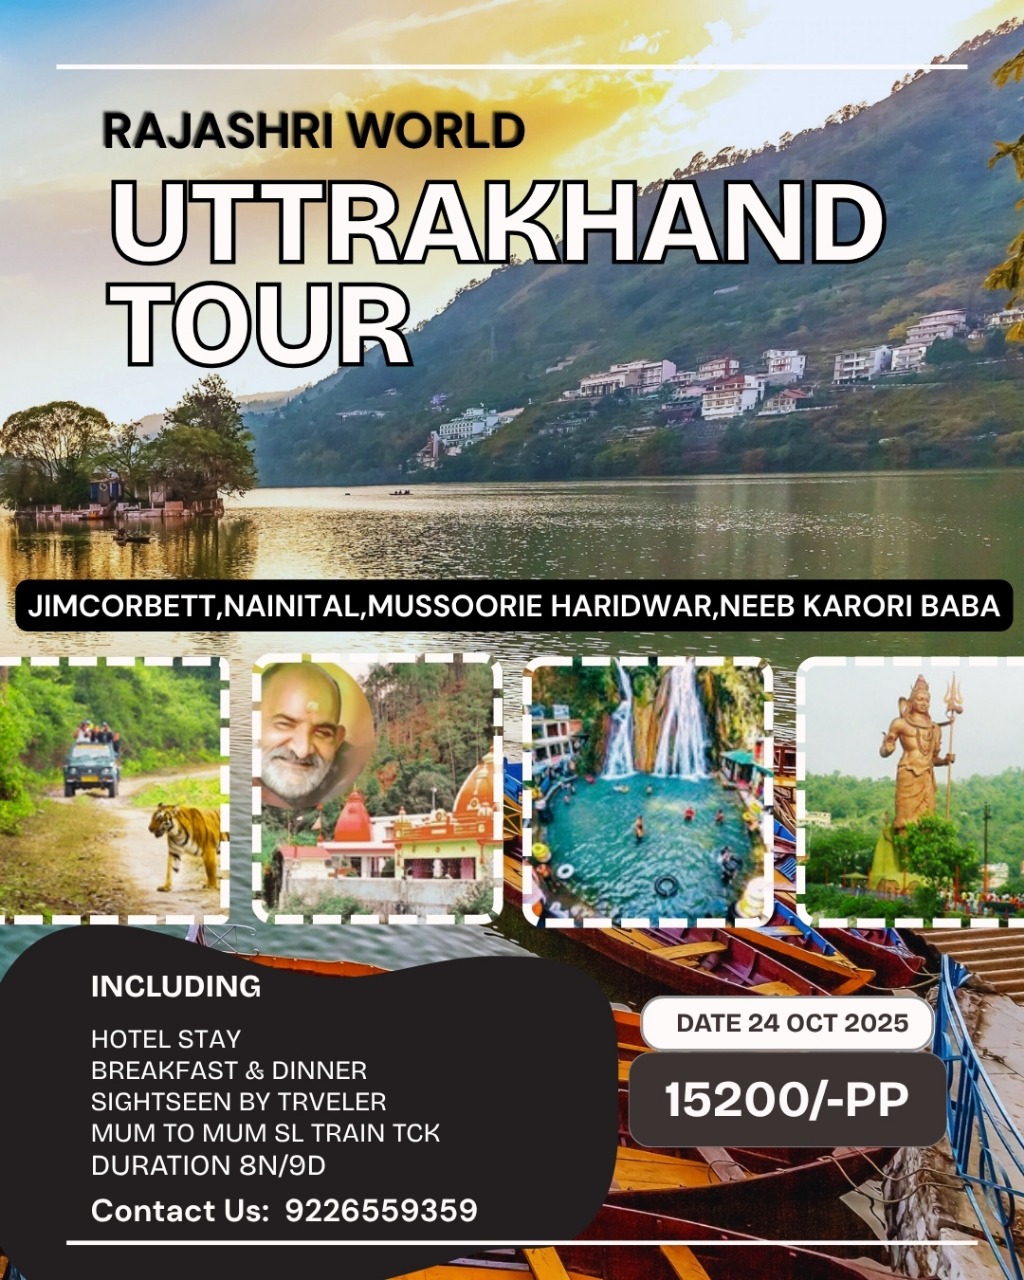 RAJASHRI WORLD
UTTRAKHAND
TOUR
JIMCORBETT,NAINITAL,MUSSOORIE HARIDWAR,NEEB KARORI BABA
INCLUDING
HOTEL STAY
BREAKFAST & DINNER
SIGHTSEEN BY TRVELER
MUM TO MUM SL TRAIN TCK
DURATION 8N/9D
Contact Us: 9226559359
DATE 24 OCT 2025
15200/-PP